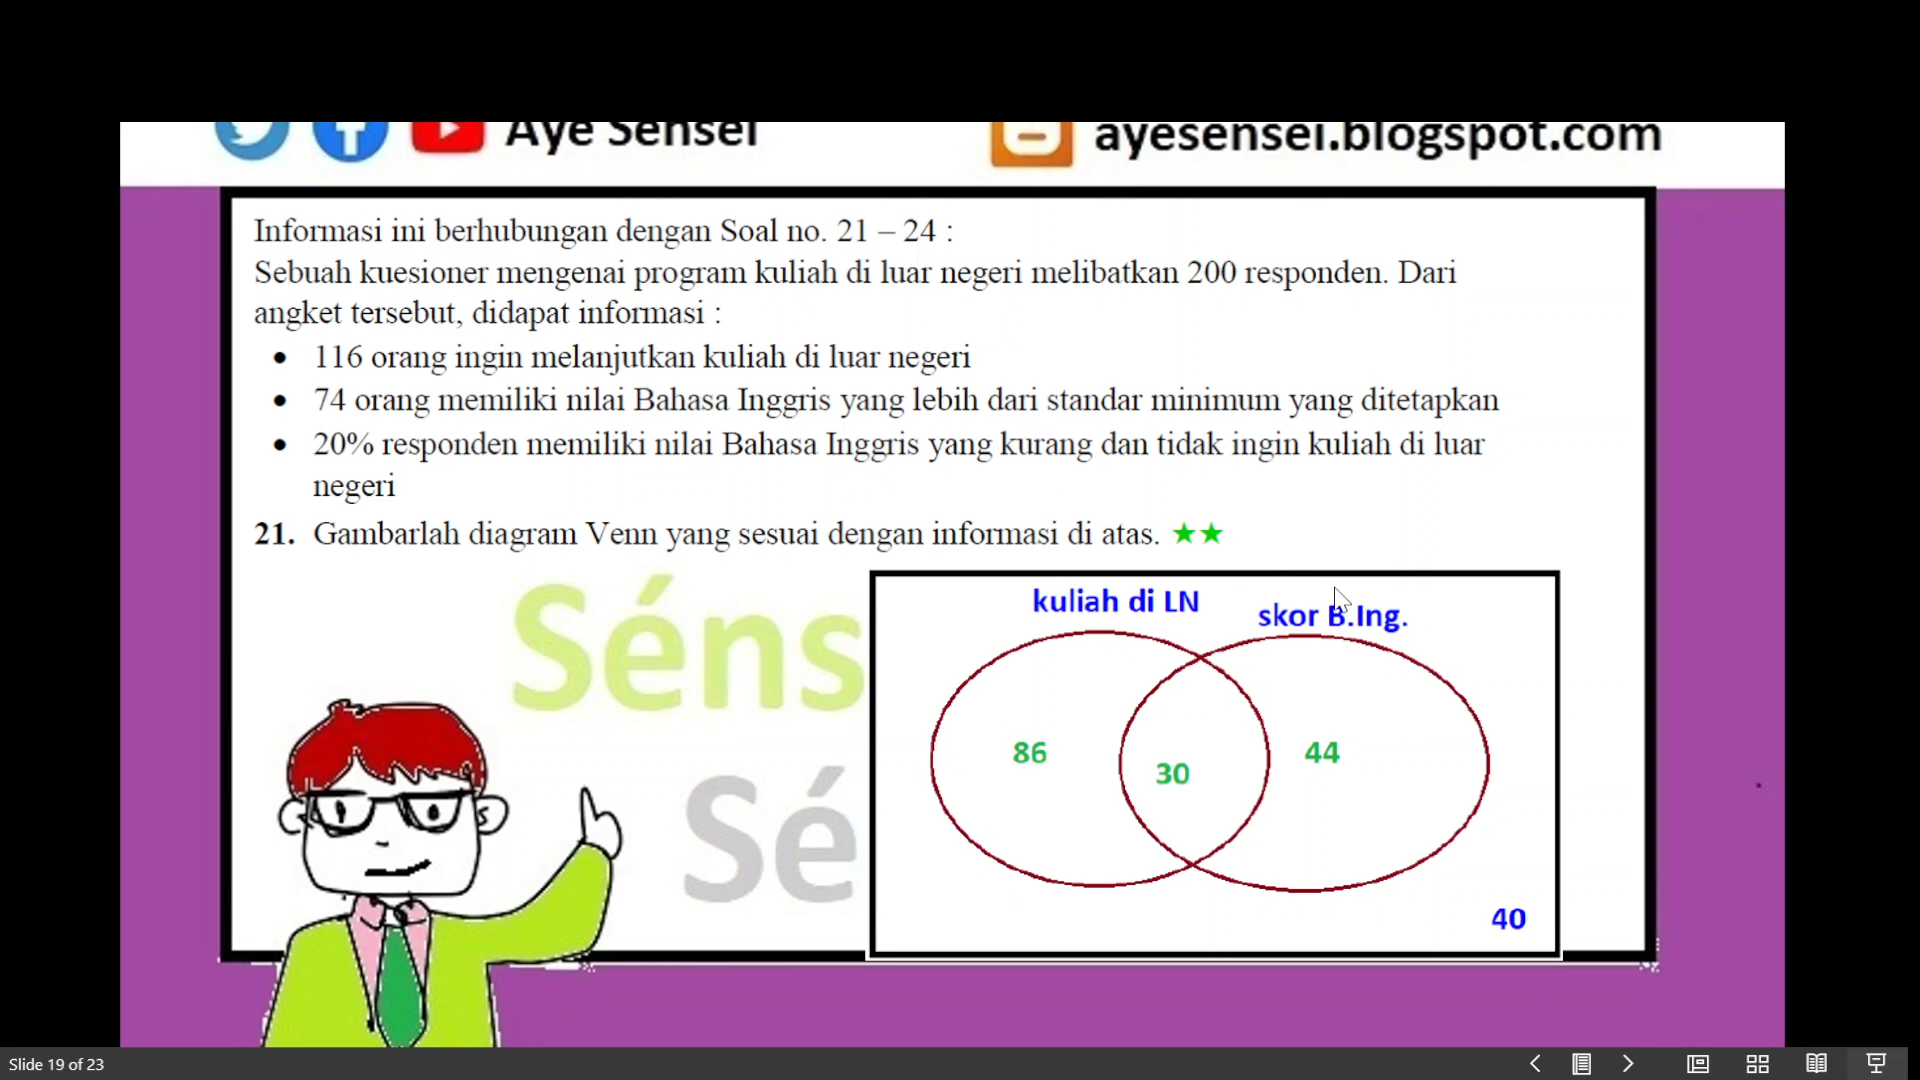 Aye Sensei
ayesensei.blogspot.com
Informasi ini berhubungan dengan Soal no. 21 – 24 :
Sebuah kuesioner mengenai program kuliah di luar negeri melibatkan 200 responden. Dari
angket tersebut, didapat informasi :
• 116 orang ingin melanjutkan kuliah di luar negeri
• 74 orang memiliki nilai Bahasa Inggris yang lebih dari standar minimum yang ditetapkan
• 20% responden memiliki nilai Bahasa Inggris yang kurang dan tidak ingin kuliah di luar
negeri
21. Gambarlah diagram Venn yang sesuai dengan informasi di atas. ★★
Séns
Sé
kuliah di LN
skor B.Ing.
86
30
44
40
Slide 19 of 23